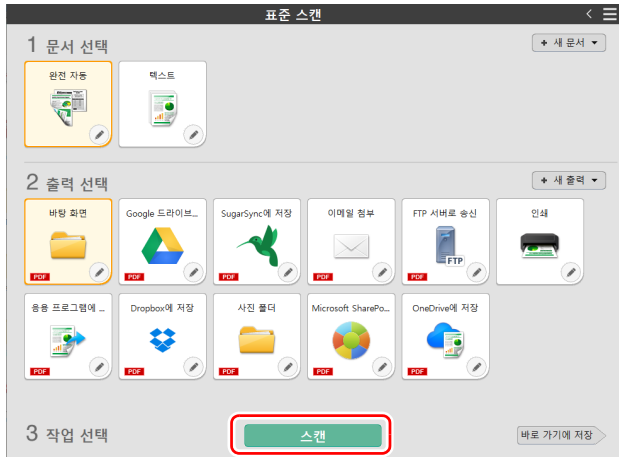 표준 스캔
1 문서 선택
+ 새 문서
완전 자동
텍스트
2 출력 선택
+ 새 출력
바탕 화면
Google 드라이브...
SugarSync에 저장
이메일 첨부
FTP 서버로 송신
인쇄
PDF
PDF
PDF
PDF
FTP
PDF
응용 프로그램에 ...
Dropbox에 저장
사진 폴더
Microsoft SharePo...
OneDrive에 저장
PDF
PDF
PDF
PDF
PDF
3 작업 선택
스캔
바로 가기에 저장